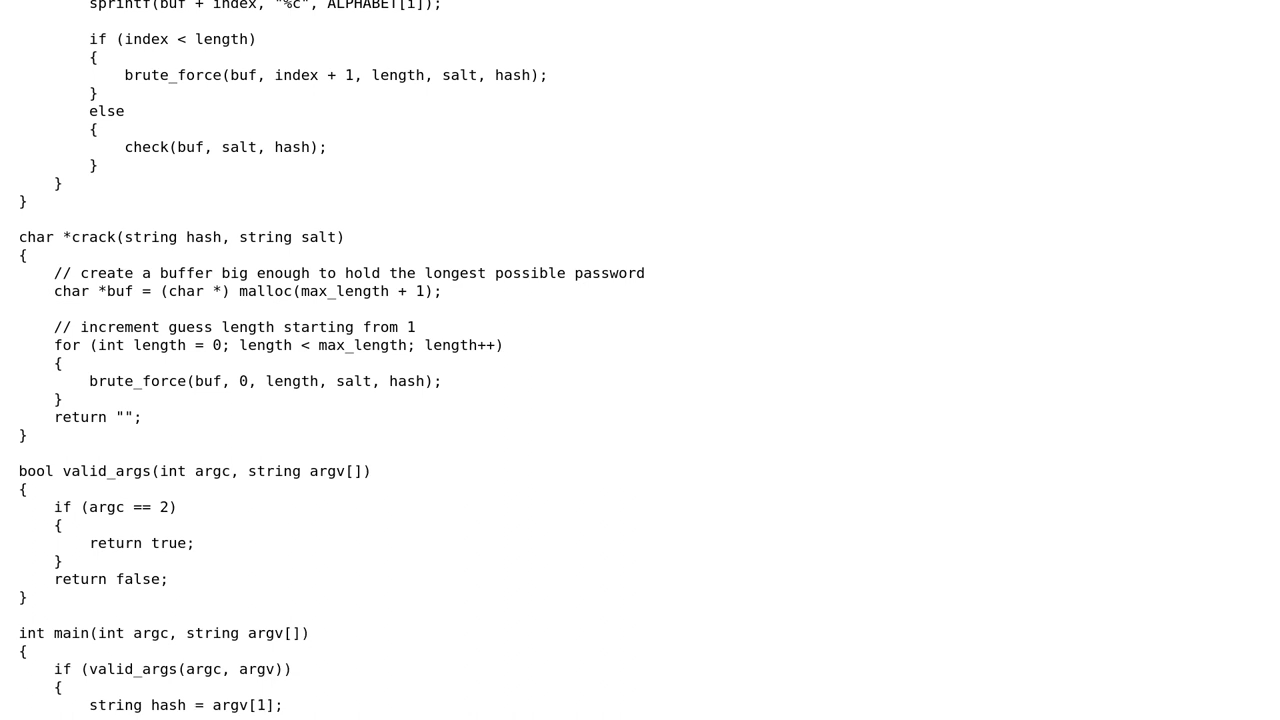 sprintf(buf + index, "%c", ALPHABET[i]);
if (index < length)
{
brute_force(buf, index + 1, length, salt, hash);
}
else
{
check(buf, salt, hash);
}
}
}
char *crack(string hash, string salt)
{
// create a buffer big enough to hold the longest possible password
char *buf = (char *) malloc(max_length + 1);
// increment guess length starting from 1
for (int length = 0; length < max_length; length++)
{
brute_force(buf, 0, length, salt, hash);
}
return "";
}
bool valid_args(int argc, string argv[])
{
if (argc == 2)
{
return true;
}
return false;
}
int main(int argc, string argv[])
{
if (valid_args(argc, argv))
{
string hash = argv[1];